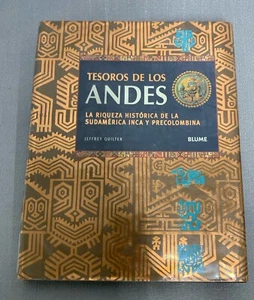 TESOROS DE LOS
ANDES
LA RIQUEZA HISTÓRICA DE LA
SUDAMÉRICA INCA Y PRECOLOMBINA
JEFFREY QUILTER
BLUME